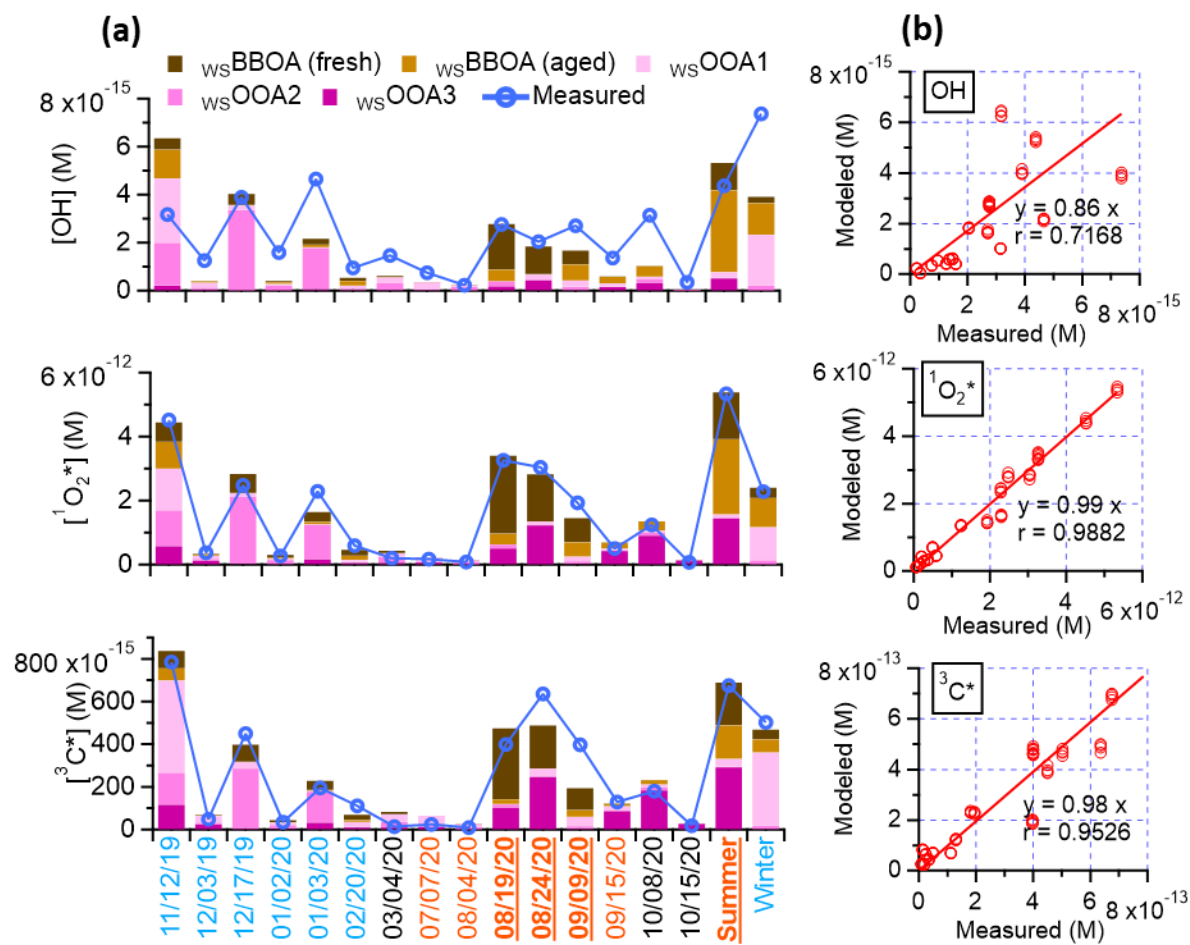 (a)
WSBBOA (fresh) WSBBOA (aged) WSOOA1
WSOOA2 WSOOA3 Measured
8 x10-15
6
4
2
0
[OH] (M)
6 x10-12
4
2
0
[1O2*] (M)
800 x10-15
600
400
200
0
[3C*] (M)
11/12/19
12/03/19
12/17/19
01/02/20
01/03/20
02/20/20
03/04/20
07/07/20
08/04/20
08/19/20
08/24/20
09/09/20
09/15/20
10/08/20
10/15/20
Summer
Winter
(b)
8 x10-15
OH
6
4
2
0
Modeled (M)
y = 0.86 x
r = 0.7168
0 2 4 6
8 x10-15
Measured (M)
6 x10-12
1O2*
4
2
0
Modeled (M)
y = 0.99 x
r = 0.9882
0 2 4
6 x10-12
Measured (M)
8 x10-13
3C*
6
4
2
0
Modeled (M)
y = 0.98 x
r = 0.9526
0 2 4 6
8 x10-13
Measured (M)